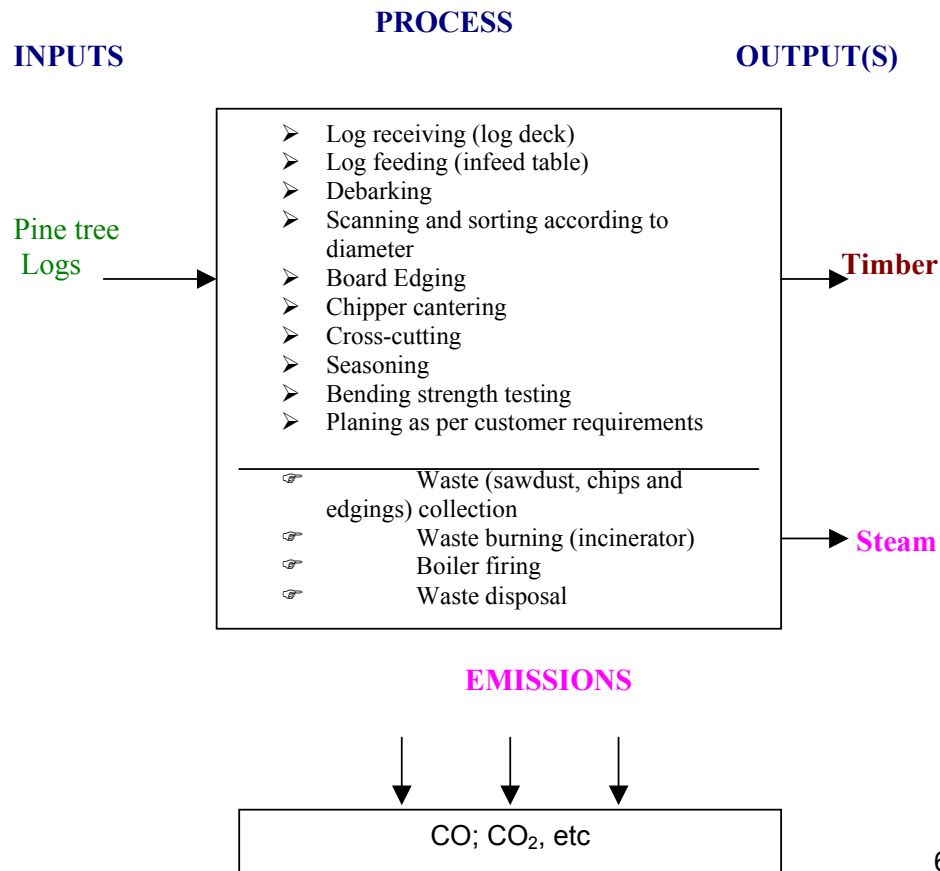 PROCESS
INPUTS
OUTPUT(S)
➢ Log receiving (log deck)
➢ Log feeding (infeed table)
➢ Debarking
➢ Scanning and sorting according to
diameter
➢ Board Edging
➢ Chipper cantering
➢ Cross-cutting
➢ Seasoning
➢ Bending strength testing
➢ Planing as per customer requirements
Pine tree
Logs
Timber
☞ Waste (sawdust, chips and
edgings) collection
☞ Waste burning (incinerator)
☞ Boiler firing
☞ Waste disposal
Steam
EMISSIONS
CO; CO₂, etc
6